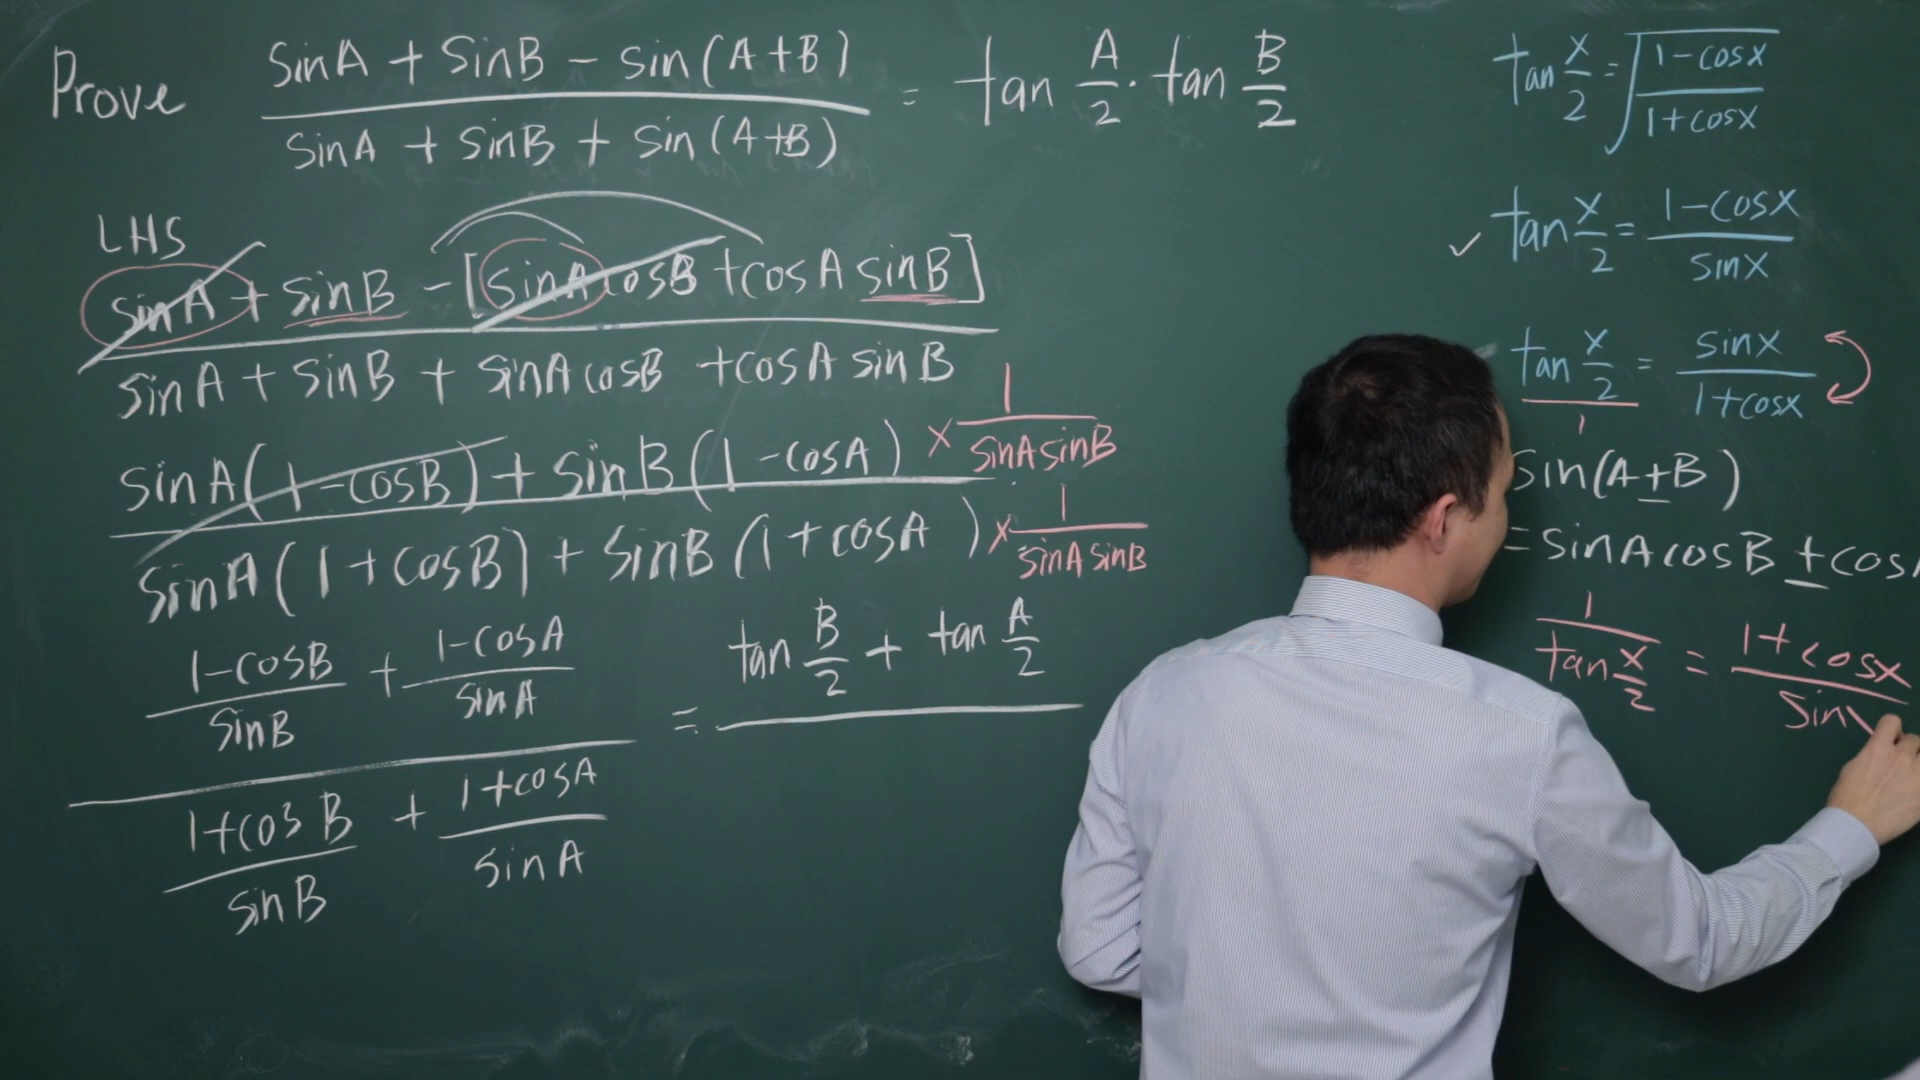 Prove (sinA + sinB - sin(A+B)) / (sinA + sinB + sin(A+B)) = tan A/2 · tan B/2
LHS
(sinA + sinB - [sinAcosB + cosA sinB]) / (sinA + sinB + sinAcosB + cosA sinB)
(sinA(1-cosB) + sinB(1-cosA) × 1/(sinAsinB)) / (sinA(1+cosB) + sinB(1+cosA) × 1/(sinAsinB))
((1-cosB)/sinB + (1-cosA)/sinA) / ((1+cosB)/sinB + (1+cosA)/sinA) = tan B/2 + tan A/2
tan x/2 = √((1-cosx)/(1+cosx))
✓ tan x/2 = (1-cosx)/sinx
(tan x/2)/1 = sinx/(1+cosx)
sin(A+B)
=sinAcosB + cos
1/(tan x/2) = (1+cosx)/sin